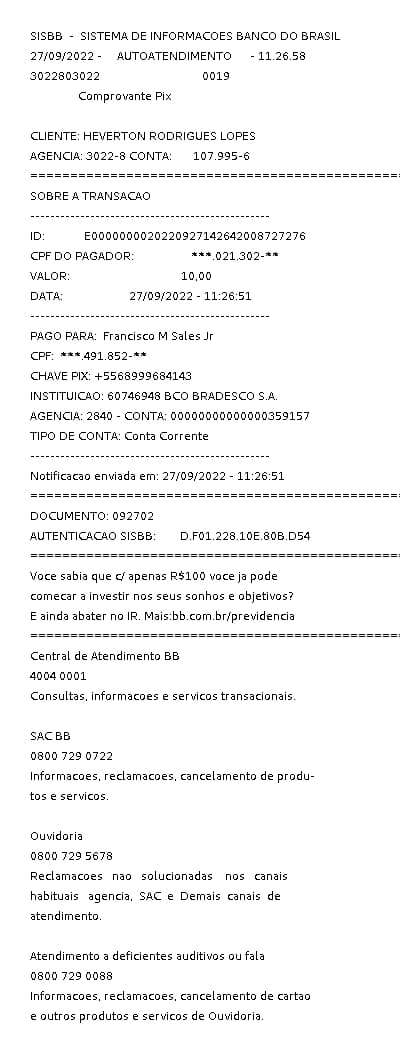 SISBB - SISTEMA DE INFORMACOES BANCO DO BRASIL
27/09/2022 - AUTOATENDIMENTO - 11.26.58
3022803022 0019
Comprovante Pix
CLIENTE: HEVERTON RODRIGUES LOPES
AGENCIA: 3022-8 CONTA: 107.995-6
================================================
SOBRE A TRANSACAO
------------------------------------------------
ID: E0000000020220927142642008727276
CPF DO PAGADOR: ***.021.302-**
VALOR: 10,00
DATA: 27/09/2022 - 11:26:51
------------------------------------------------
PAGO PARA: Francisco M Sales Jr
CPF: ***.491.852-**
CHAVE PIX: +5568999684143
INSTITUICAO: 60746948 BCO BRADESCO S.A.
AGENCIA: 2840 - CONTA: 00000000000000359157
TIPO DE CONTA: Conta Corrente
------------------------------------------------
Notificacao enviada em: 27/09/2022 - 11:26:51
================================================
DOCUMENTO: 092702
AUTENTICACAO SISBB: D.F01.228.10E.80B.D54
================================================
Voce sabia que c/ apenas R$100 voce ja pode
comecar a investir nos seus sonhos e objetivos?
E ainda abater no IR. Mais:bb.com.br/previdencia
================================================
Central de Atendimento BB
4004 0001
Consultas, informacoes e servicos transacionais.
SAC BB
0800 729 0722
Informacoes, reclamacoes, cancelamento de produ-
tos e servicos.
Ouvidoria
0800 729 5678
Reclamacoes nao solucionadas nos canais
habituais agencia, SAC e Demais canais de
atendimento.
Atendimento a deficientes auditivos ou fala
0800 729 0088
Informacoes, reclamacoes, cancelamento de cartao
e outros produtos e servicos de Ouvidoria.